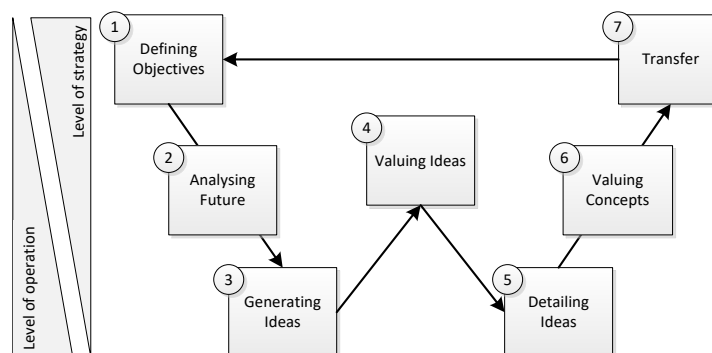 Level of strategy
Level of operation
1
Defining
Objectives
2
Analysing
Future
3
Generating
Ideas
4
Valuing Ideas
5
Detailing
Ideas
6
Valuing
Concepts
7
Transfer